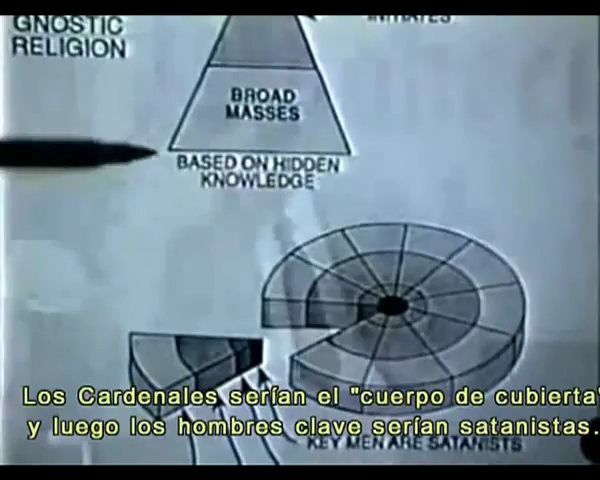 GNOSTIC
RELIGION
INITIATES
BROAD
MASSES
BASED ON HIDDEN
KNOWLEDGE
Los Cardenales serían el "cuerpo de cubierta"
y luego los hombres clave serían satanistas.
KEY MEN ARE SATANISTS